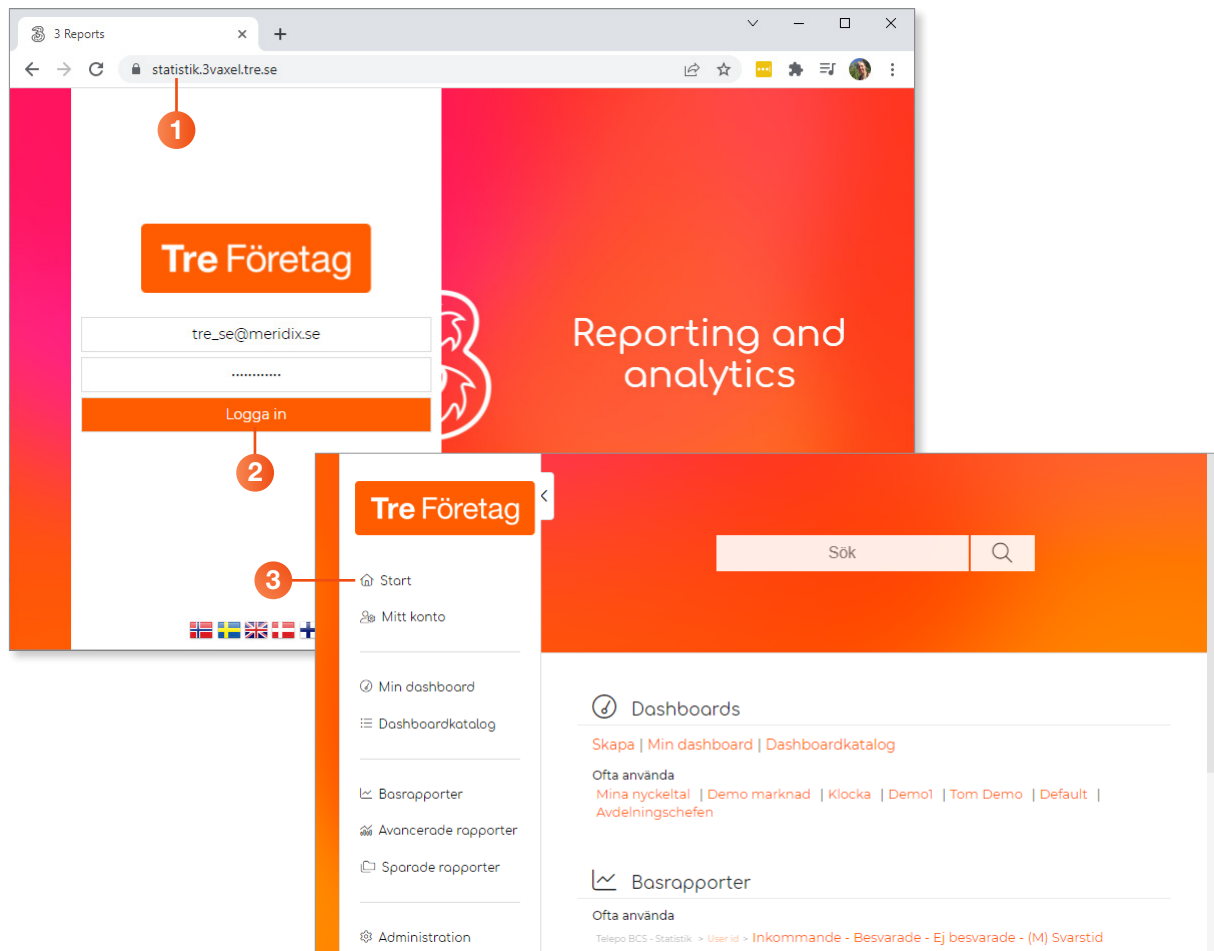 3 Reports
statistik.3vaxel.tre.se
1
Tre Företag
tre_se@meridix.se
Logga in
2
Reporting and
analytics
Tre Företag
Sök
3
Start
Mitt konto
Min dashboard
Dashboardkatalog
Basrapporter
Avancerade rapporter
Sparade rapporter
Administration
Dashboards
Skapa | Min dashboard | Dashboardkatalog
Ofta använda
Mina nyckeltal | Demo marknad | Klocka | Demo1 | Tom Demo | Default |
Avdelningschefen
Basrapporter
Ofta använda
Telepo BCS - Statistik > User id > Inkommande - Besvarade - Ej besvarade - (M) Svarstid